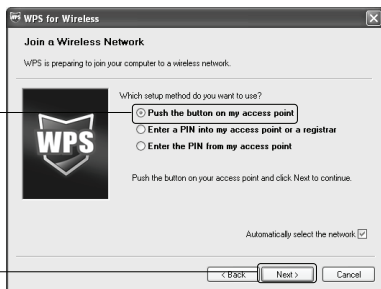 WPS for Wireless
Join a Wireless Network
WPS is preparing to join your computer to a wireless network.
Which setup method do you want to use?
Push the button on my access point
Enter a PIN into my access point or a registrar
Enter the PIN from my access point
WPS
Push the button on your access point and click Next to continue.
Automatically select the network
< Back Next > Cancel